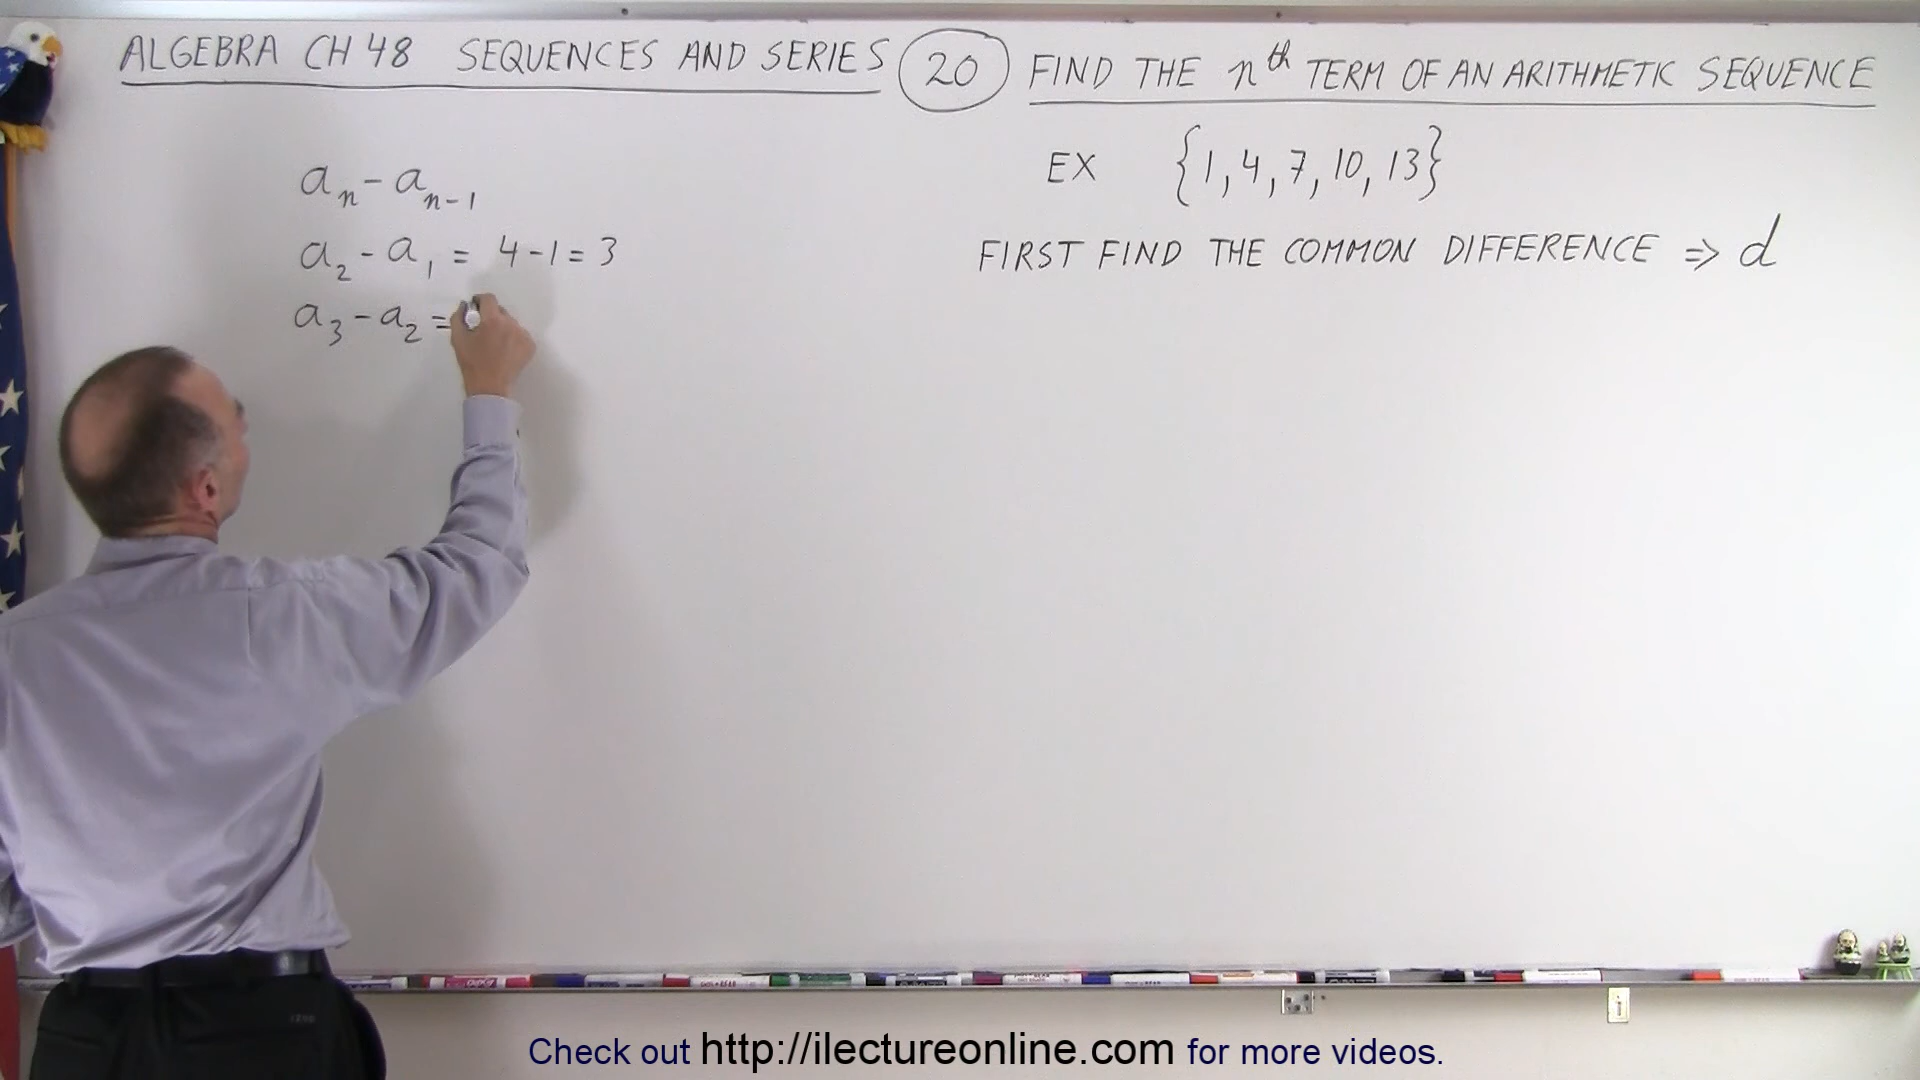 ALGEBRA CH 48 SEQUENCES AND SERIES 20 FIND THE nth TERM OF AN ARITHMETIC SEQUENCE
EX {1, 4, 7, 10, 13}
FIRST FIND THE COMMON DIFFERENCE ⇒ d
aₙ - aₙ₋₁
a₂ - a₁ = 4 - 1 = 3
a₃ - a₂ =
Check out http://ilectureonline.com for more videos.